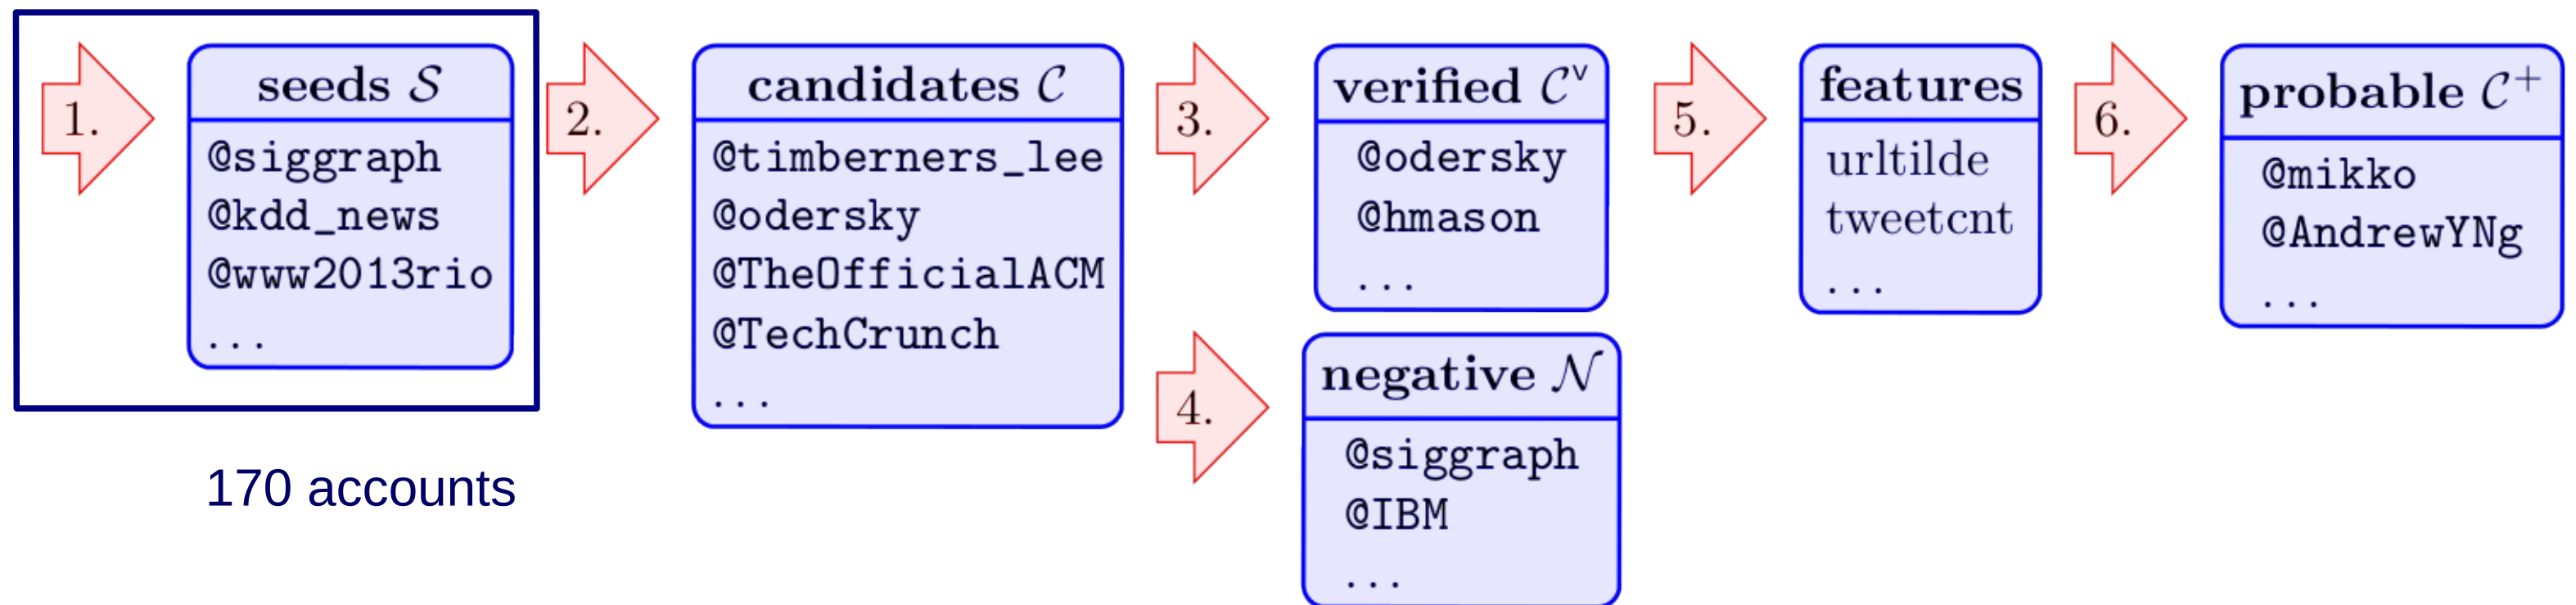 1.
seeds 𝒮
@siggraph
@kdd_news
@www2013rio
...
170 accounts
2.
candidates 𝒞
@timberners_lee
@odersky
@TheOfficialACM
@TechCrunch
...
3.
verified 𝒞ᵛ
@odersky
@hmason
...
4.
negative 𝒩
@siggraph
@IBM
...
5.
features
urltilde
tweetcnt
...
6.
probable 𝒞⁺
@mikko
@AndrewYNg
...